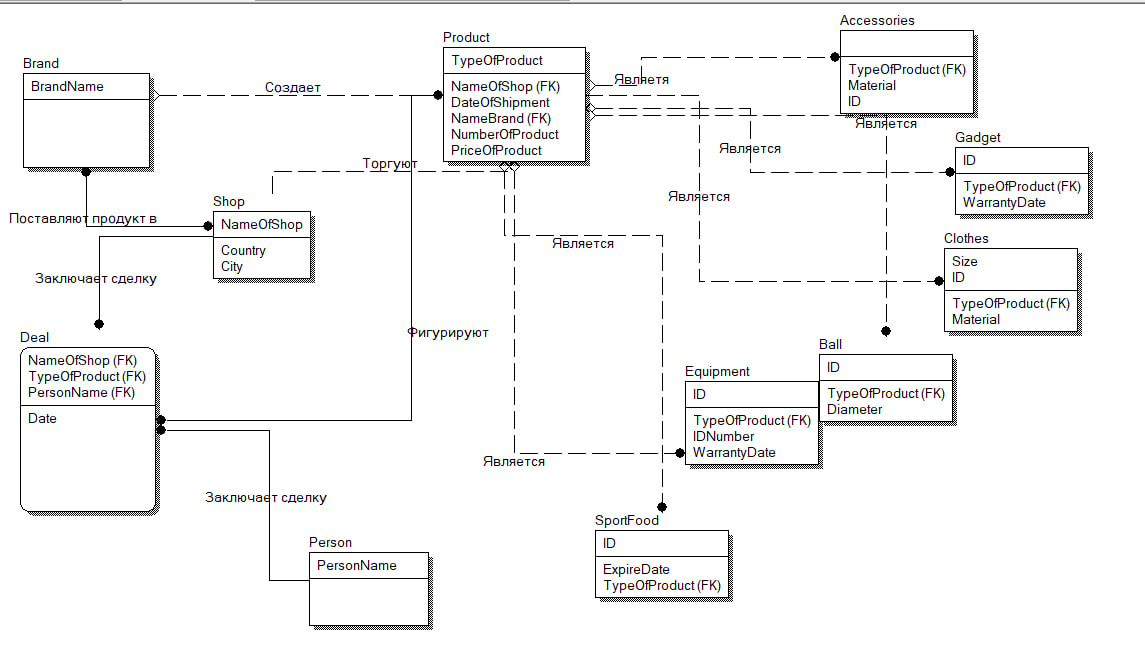 Brand
BrandName
Создает
Product
TypeOfProduct
NameOfShop (FK)
DateOfShipment
NameBrand (FK)
NumberOfProduct
PriceOfProduct
Accessories
TypeOfProduct (FK)
Material
ID
Являетя
Является
Gadget
ID
TypeOfProduct (FK)
WarrantyDate
Является
Торгуют
Является
Shop
NameOfShop
Country
City
Поставляют продукт в
Является
Clothes
Size
ID
TypeOfProduct (FK)
Material
Заключает сделку
Фигурируют
Deal
NameOfShop (FK)
TypeOfProduct (FK)
PersonName (FK)
Date
Ball
ID
TypeOfProduct (FK)
Diameter
Equipment
ID
TypeOfProduct (FK)
IDNumber
WarrantyDate
Является
Заключает сделку
SportFood
ID
ExpireDate
TypeOfProduct (FK)
Person
PersonName